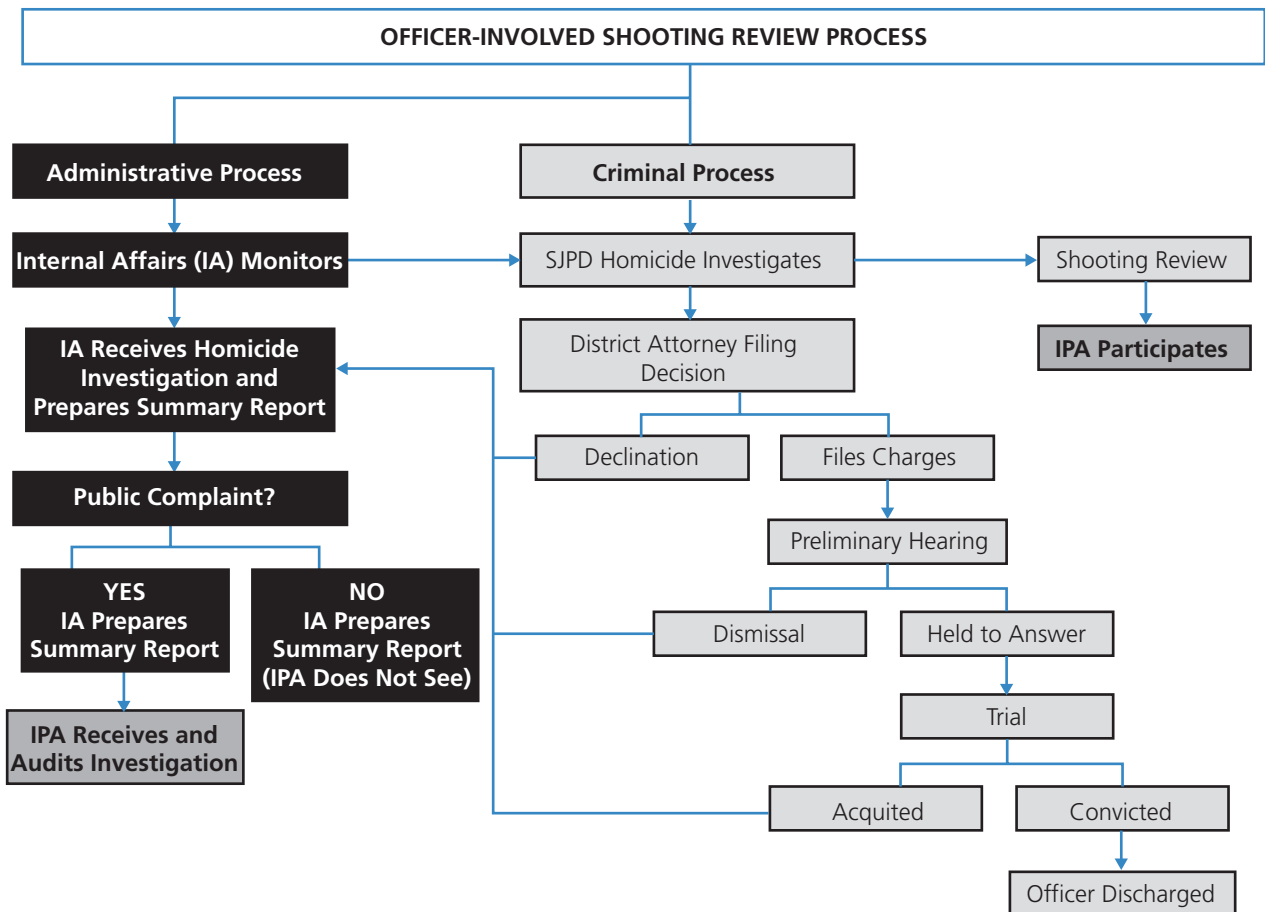 OFFICER-INVOLVED SHOOTING REVIEW PROCESS
Administrative Process
Criminal Process
Internal Affairs (IA) Monitors
SJPD Homicide Investigates
Shooting Review
IA Receives Homicide
Investigation and
Prepares Summary Report
District Attorney Filing
Decision
IPA Participates
Declination
Files Charges
Public Complaint?
Preliminary Hearing
YES
IA Prepares
Summary Report
NO
IA Prepares
Summary Report
(IPA Does Not See)
Dismissal
Held to Answer
IPA Receives and
Audits Investigation
Trial
Acquited
Convicted
Officer Discharged